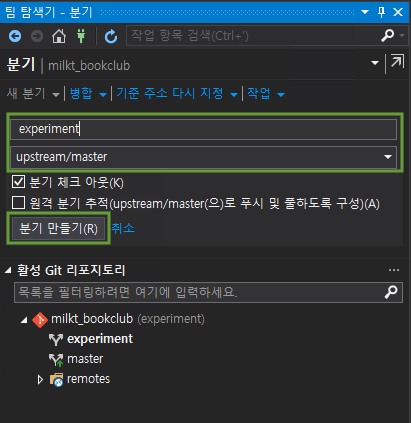 팀 탐색기 - 분기
작업 항목 검색(Ctrl+')
분기 | milkt_bookclub
새 분기 | 병합 | 기준 주소 다시 지정 | 작업
experiment
upstream/master
분기 체크 아웃(K)
원격 분기 추적(upstream/master(으)로 푸시 및 풀하도록 구성)(A)
분기 만들기(R) 취소
활성 Git 리포지토리
목록을 필터링하려면 여기에 입력하세요.
milkt_bookclub (experiment)
experiment
master
remotes